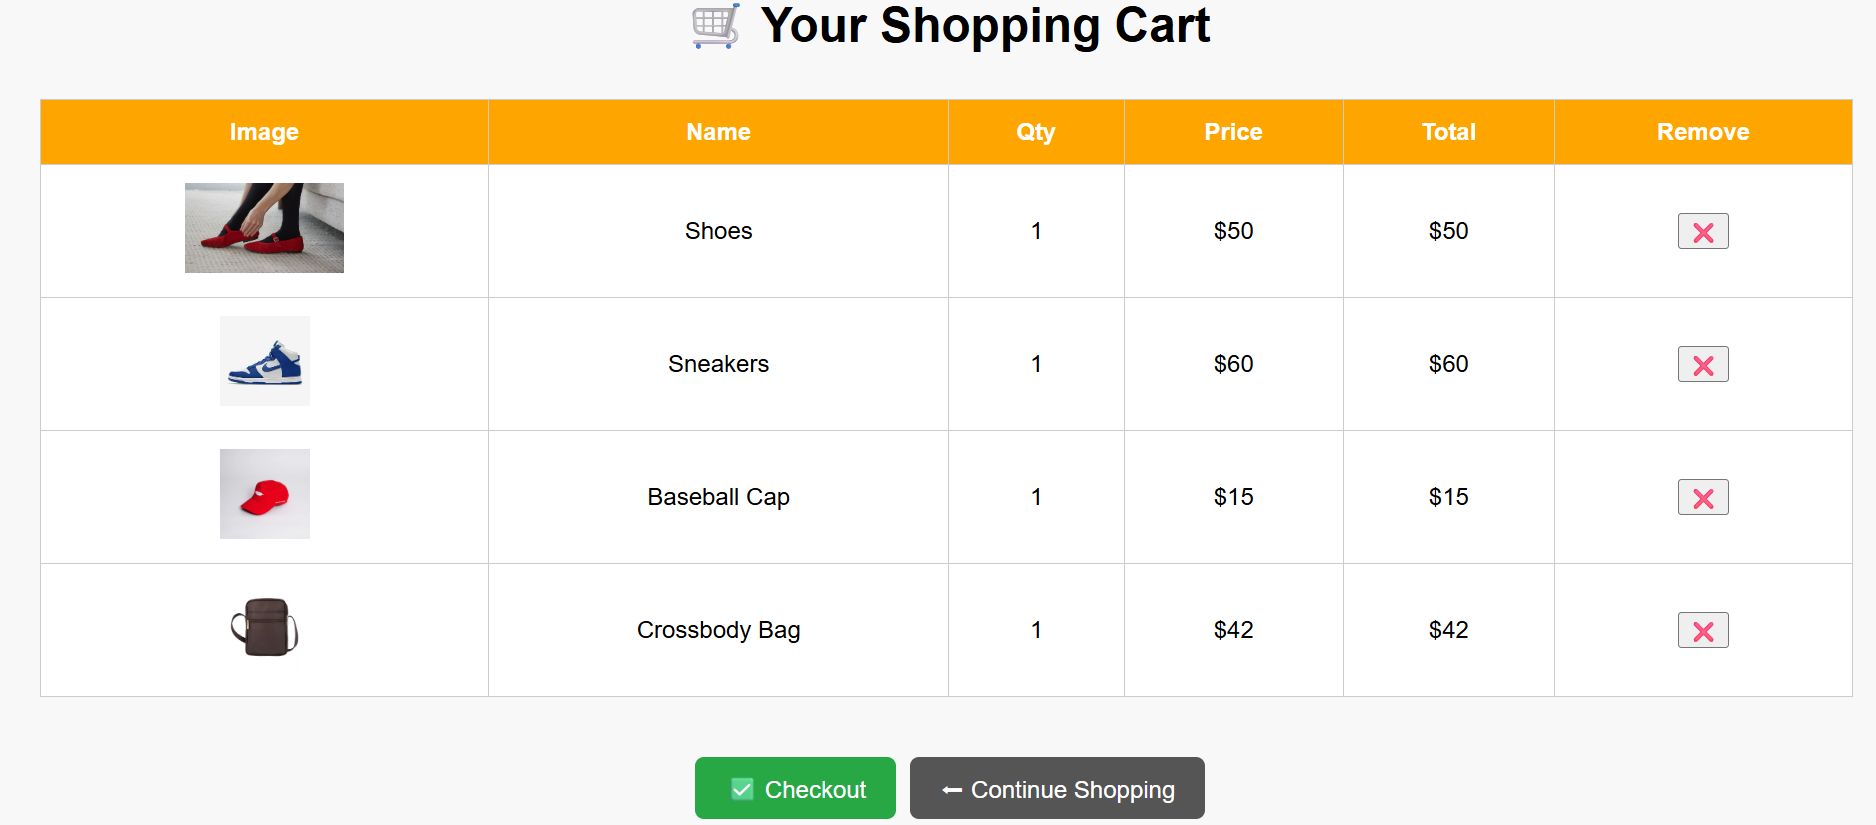 🛒 Your Shopping Cart
Image Name Qty Price Total Remove
Shoes 1 $50 $50 ❌
Sneakers 1 $60 $60 ❌
Baseball Cap 1 $15 $15 ❌
Crossbody Bag 1 $42 $42 ❌
✅ Checkout ⬅ Continue Shopping